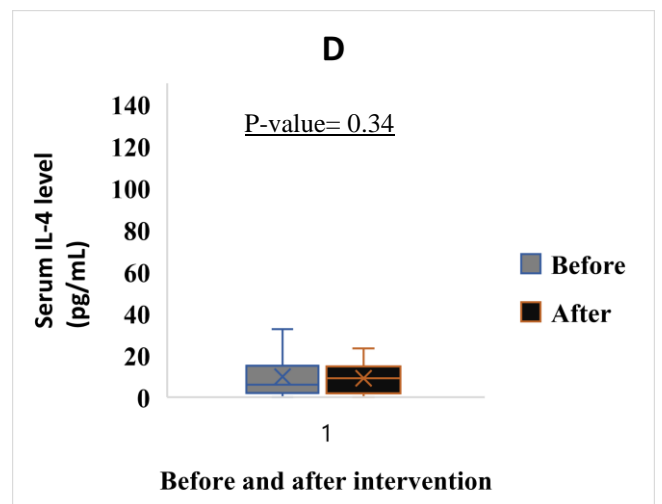 D
P-value= 0.34
Serum IL-4 level
(pg/mL)
140
120
100
80
60
40
20
0
Before
After
1
Before and after intervention